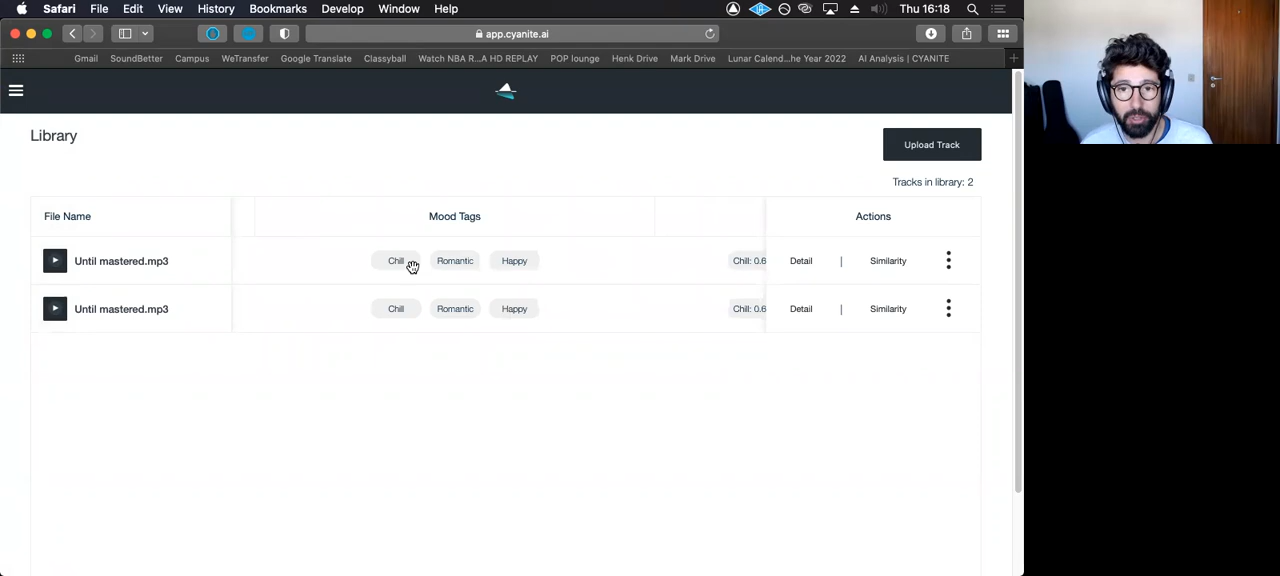 Safari File Edit View History Bookmarks Develop Window Help Thu 16:18
app.cyanite.ai
Gmail SoundBetter Campus WeTransfer Google Translate Classyball Watch NBA R...A HD REPLAY POP lounge Henk Drive Mark Drive Lunar Calend...he Year 2022 AI Analysis | CYANITE
Library
Upload Track
Tracks in library: 2
File Name Mood Tags Actions
Until mastered.mp3 Chill Romantic Happy Chill: 0.6 Detail | Similarity
Until mastered.mp3 Chill Romantic Happy Chill: 0.6 Detail | Similarity